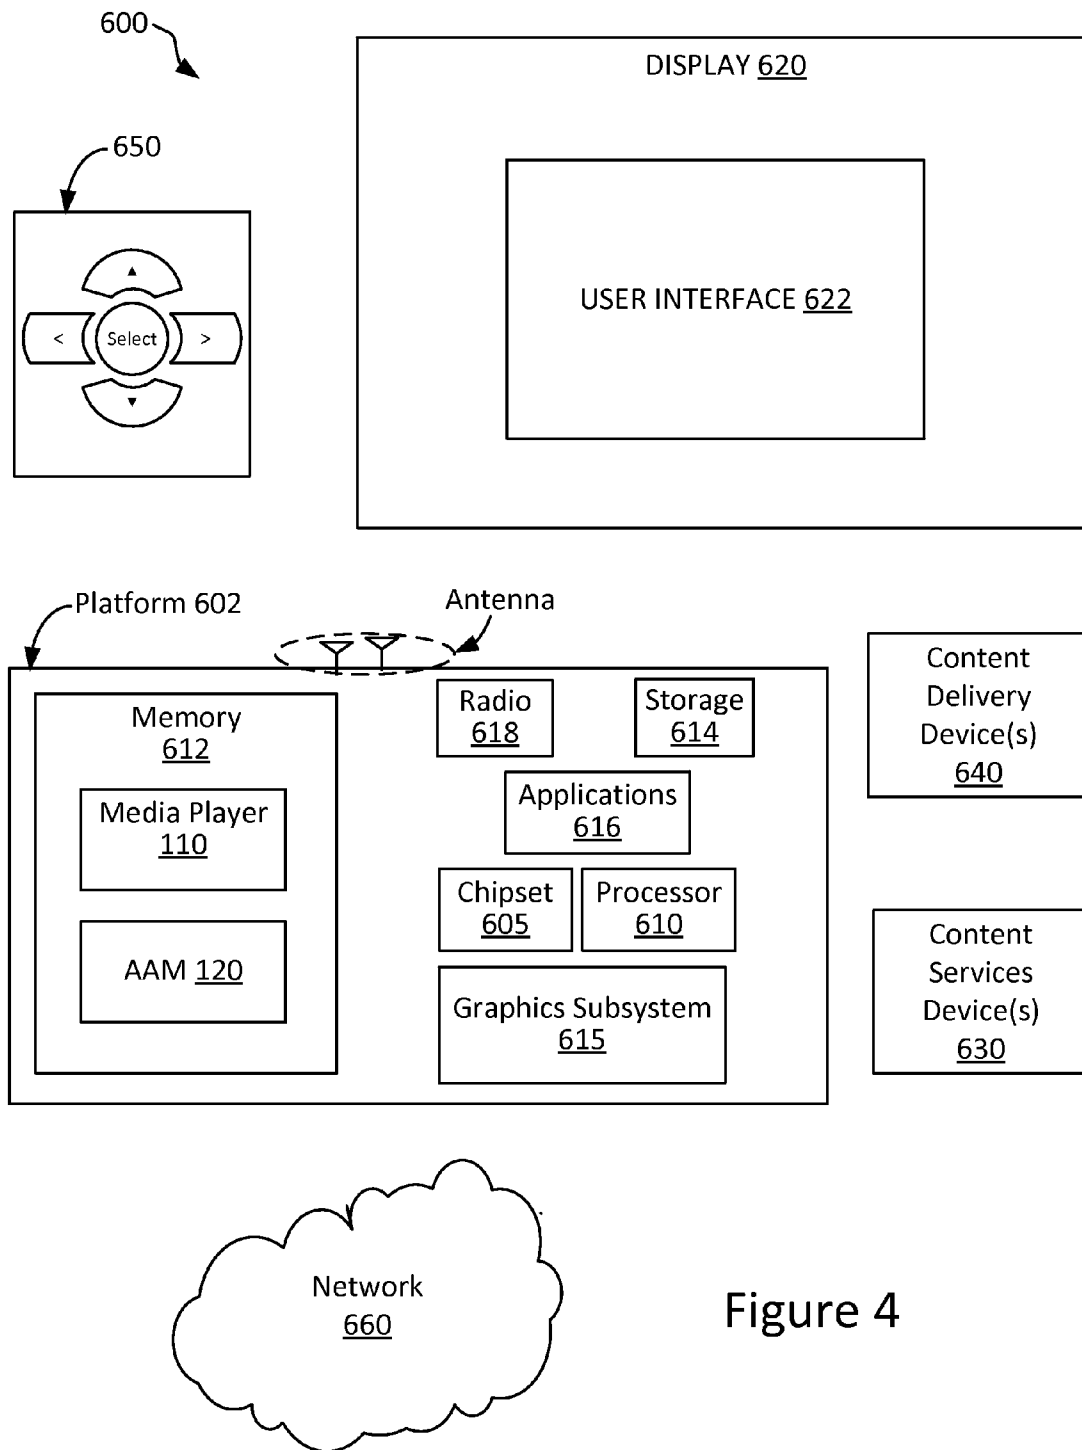 600
DISPLAY 620
650
USER INTERFACE 622
▲
< Select >
▼
Platform 602
Antenna
Memory
612
Media Player
110
AAM 120
Radio
618
Storage
614
Applications
616
Chipset
605
Processor
610
Graphics Subsystem
615
Content
Delivery
Device(s)
640
Content
Services
Device(s)
630
Network
660
Figure 4